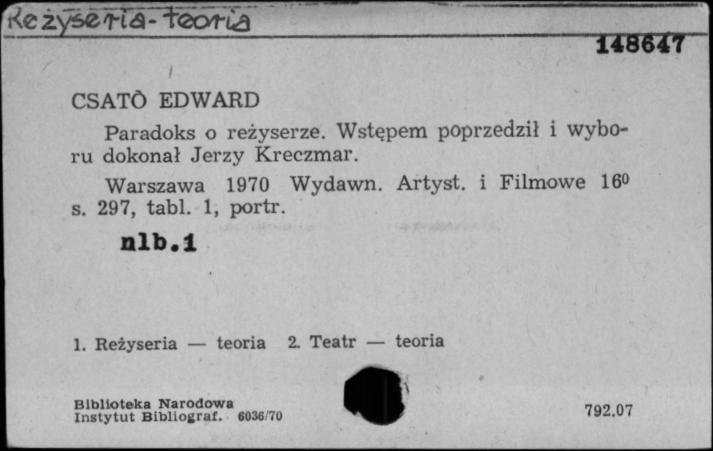 Reżyseria-teoria
148647
CSATÒ EDWARD
Paradoks o reżyserze. Wstępem poprzedził i wybo-
ru dokonał Jerzy Kreczmar.
Warszawa 1970 Wydawn. Artyst. i Filmowe 16⁰
s. 297, tabl. 1, portr.
nlb.1
1. Reżyseria — teoria 2. Teatr — teoria
Biblioteka Narodowa
Instytut Bibliograf. 6036/70
792.07